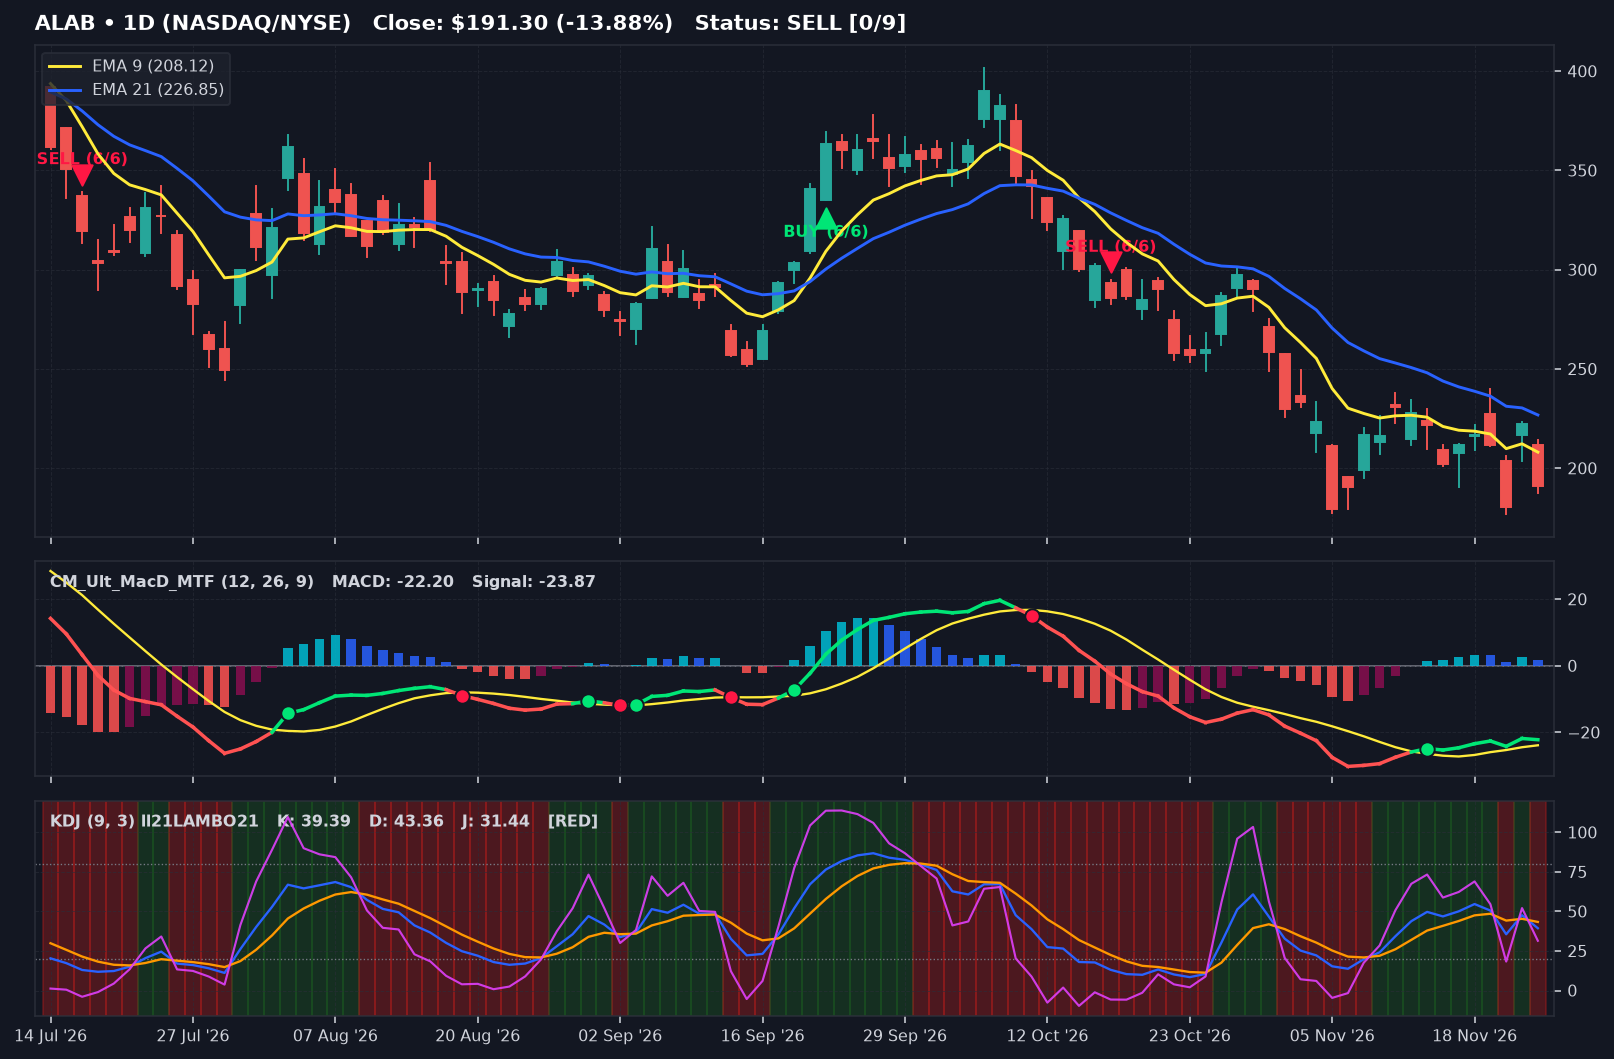 ALAB • 1D (NASDAQ/NYSE)   Close: $191.30 (-13.88%)   Status: SELL [0/9]
EMA 9 (208.12)
EMA 21 (226.85)
SELL (6/6)
BUY (6/6)
SELL (6/6)
400
350
300
250
200
CM_Ult_MacD_MTF (12, 26, 9)   MACD: -22.20   Signal: -23.87
20
0
−20
KDJ (9, 3) II21LAMBO21   K: 39.39   D: 43.36   J: 31.44   [RED]
100
75
50
25
0
14 Jul '26   27 Jul '26   07 Aug '26   20 Aug '26   02 Sep '26   16 Sep '26   29 Sep '26   12 Oct '26   23 Oct '26   05 Nov '26   18 Nov '26